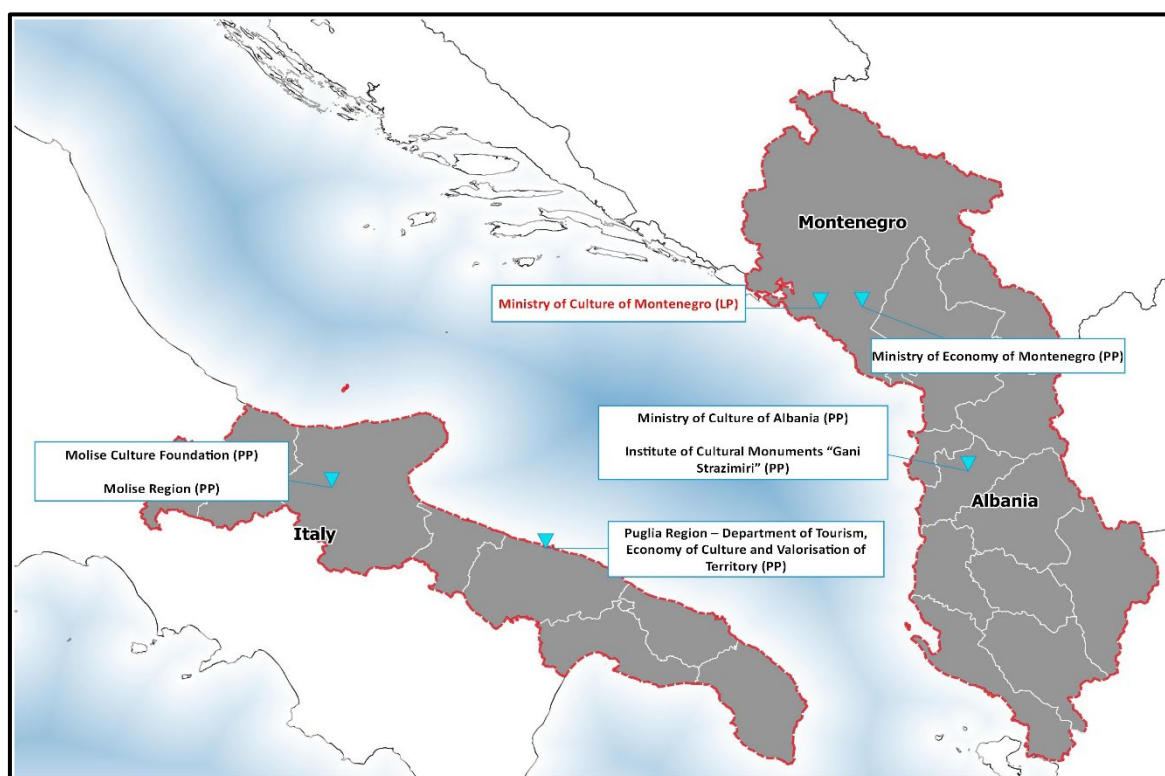 Montenegro
Ministry of Culture of Montenegro (LP)
Ministry of Economy of Montenegro (PP)
Ministry of Culture of Albania (PP)
Institute of Cultural Monuments “Gani
Strazimiri” (PP)
Albania
Molise Culture Foundation (PP)
Molise Region (PP)
Italy
Puglia Region – Department of Tourism,
Economy of Culture and Valorisation of
Territory (PP)